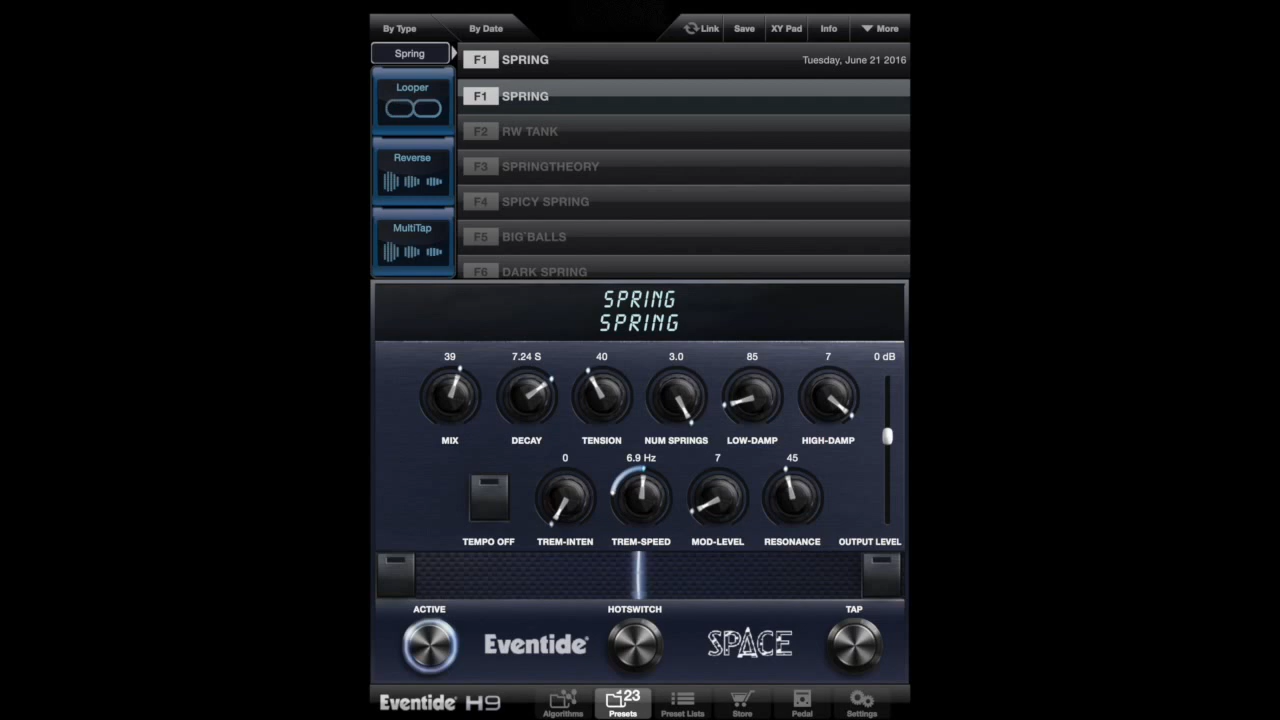 By Type By Date Link Save XY Pad Info More
Spring
F1 SPRING Tuesday, June 21 2016
Looper
F1 SPRING
F2 RW TANK
Reverse
F3 SPRINGTHEORY
F4 SPICY SPRING
MultiTap
F5 BIG BALLS
F6 DARK SPRING
SPRING
SPRING
39 7.24 S 40 3.0 85 7 0 dB
MIX DECAY TENSION NUM SPRINGS LOW-DAMP HIGH-DAMP
0 6.9 Hz 7 45
TEMPO OFF TREM-INTEN TREM-SPEED MOD-LEVEL RESONANCE OUTPUT LEVEL
ACTIVE HOTSWITCH TAP
Eventide® SPACE
Eventide® H9
23
Algorithms Presets Preset Lists Store Pedal Settings